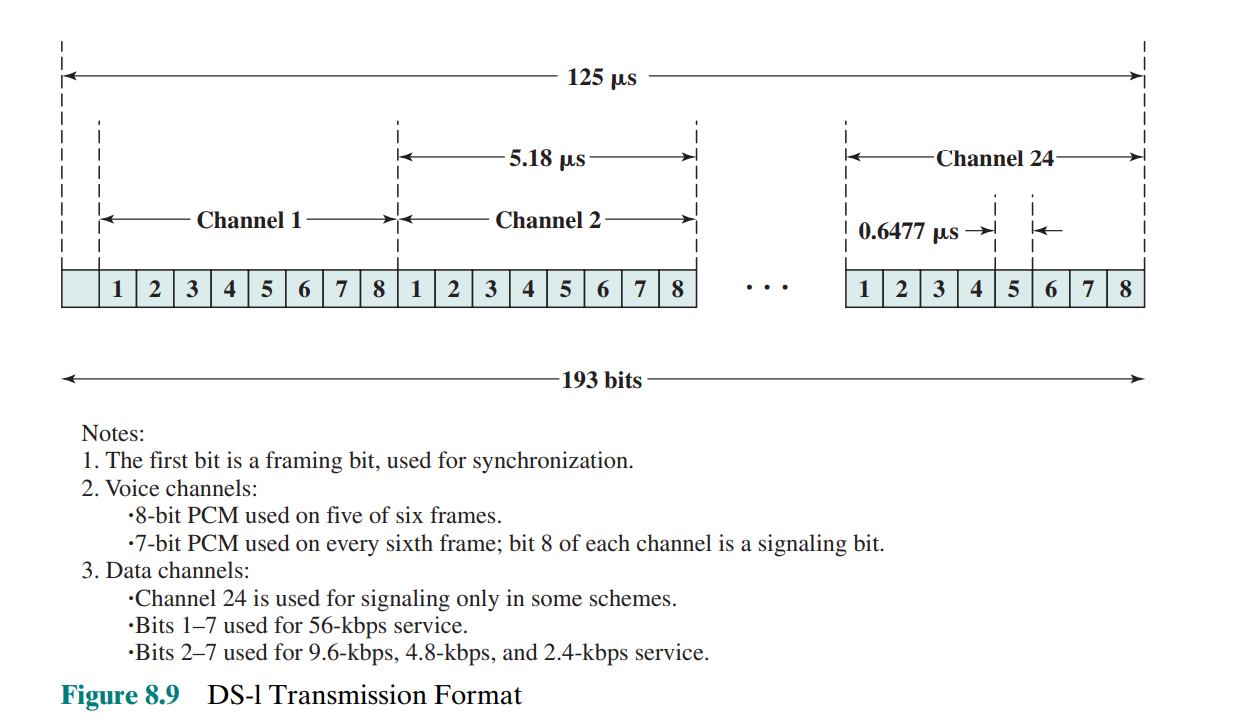 125 μs
5.18 μs
Channel 24
Channel 1
Channel 2
0.6477 μs
1 2 3 4 5 6 7 8 1 2 3 4 5 6 7 8 · · · 1 2 3 4 5 6 7 8
193 bits
Notes:
1. The first bit is a framing bit, used for synchronization.
2. Voice channels:
·8-bit PCM used on five of six frames.
·7-bit PCM used on every sixth frame; bit 8 of each channel is a signaling bit.
3. Data channels:
·Channel 24 is used for signaling only in some schemes.
·Bits 1–7 used for 56-kbps service.
·Bits 2–7 used for 9.6-kbps, 4.8-kbps, and 2.4-kbps service.
Figure 8.9 DS-l Transmission Format